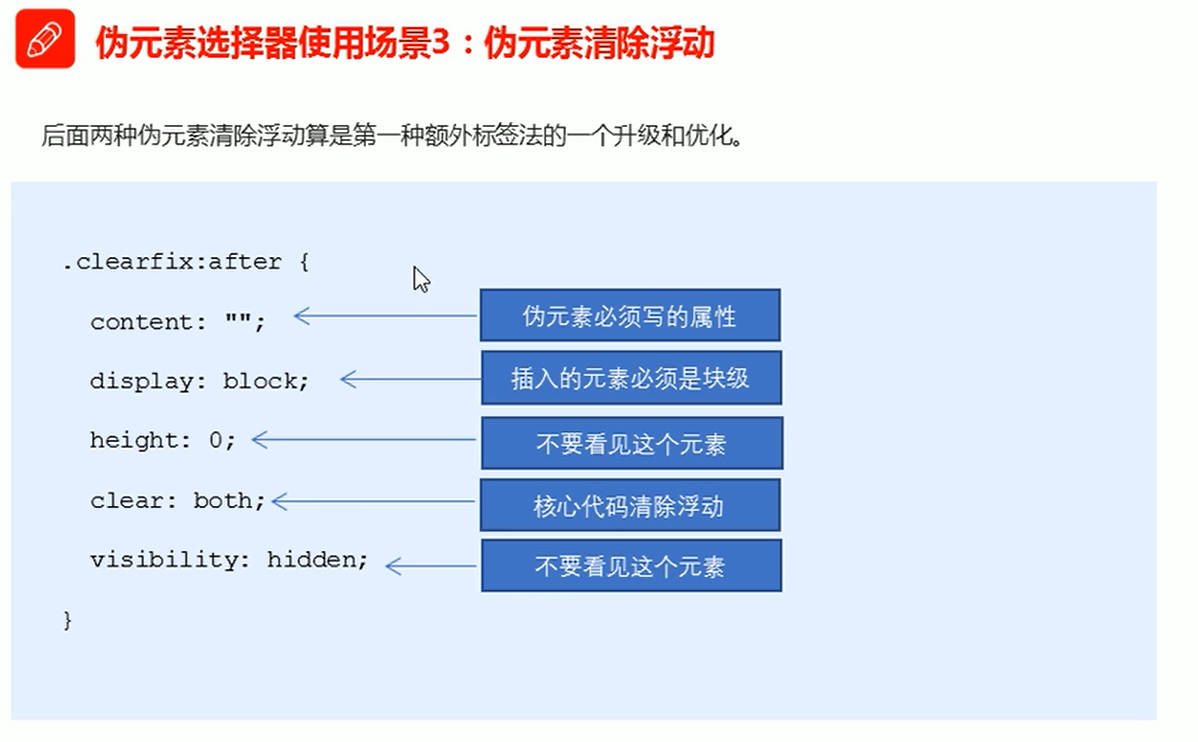 伪元素选择器使用场景3：伪元素清除浮动
后面两种伪元素清除浮动算是第一种额外标签法的一个升级和优化。
.clearfix:after {
content: "";
伪元素必须写的属性
display: block;
插入的元素必须是块级
height: 0;
不要看见这个元素
clear: both;
核心代码清除浮动
visibility: hidden;
不要看见这个元素
}